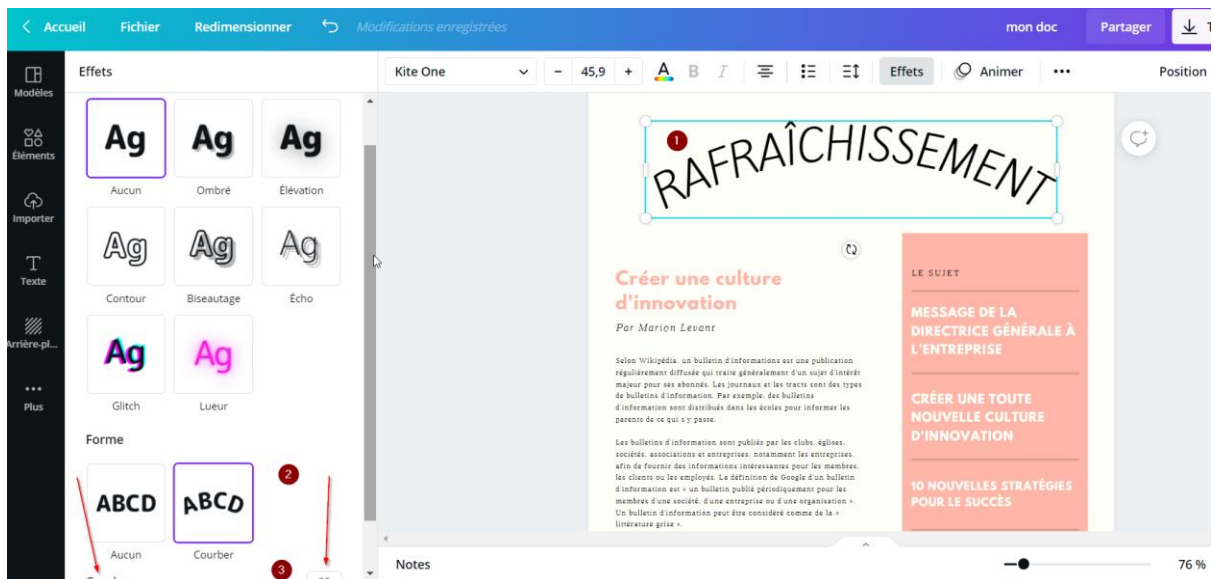 Accueil Fichier Redimensionner Modifications enregistrées mon doc Partager
Modèles
Éléments
Importer
Texte
Arrière-pl...
Plus
Effets
Ag Ag Ag
Aucun Ombré Élévation
Ag Ag Ag
Contour Biseautage Écho
Ag Ag
Glitch Lueur
Forme
ABCD ABCD
Aucun Courber
2
3
Kite One 45,9 A B I Effets Animer Position
1
RAFRAÎCHISSEMENT
Créer une culture
d'innovation
Par Marion Levant
Selon Wikipédia, un bulletin d'informations est une publication
régulièrement diffusée qui traite généralement d'un sujet d'intérêt
majeur pour ses abonnés. Les journaux et les tracts sont des types
de bulletins d'information. Par exemple, des bulletins
d'information sont distribués dans les écoles pour informer les
parents de ce qui s'y passe.
Les bulletins d'information sont publiés par les clubs, églises,
sociétés, associations et entreprises, notamment les entreprises,
afin de fournir des informations intéressantes pour les membres,
les clients ou les employés. La définition de Google d'un bulletin
d'information est « un bulletin publié périodiquement pour les
membres d'une société, d'une entreprise ou d'une organisation ».
Un bulletin d'information peut être considéré comme de la «
littérature grise ».
LE SUJET
MESSAGE DE LA
DIRECTRICE GÉNÉRALE À
L'ENTREPRISE
CRÉER UNE TOUTE
NOUVELLE CULTURE
D'INNOVATION
10 NOUVELLES STRATÉGIES
POUR LE SUCCÈS
Notes 76 %